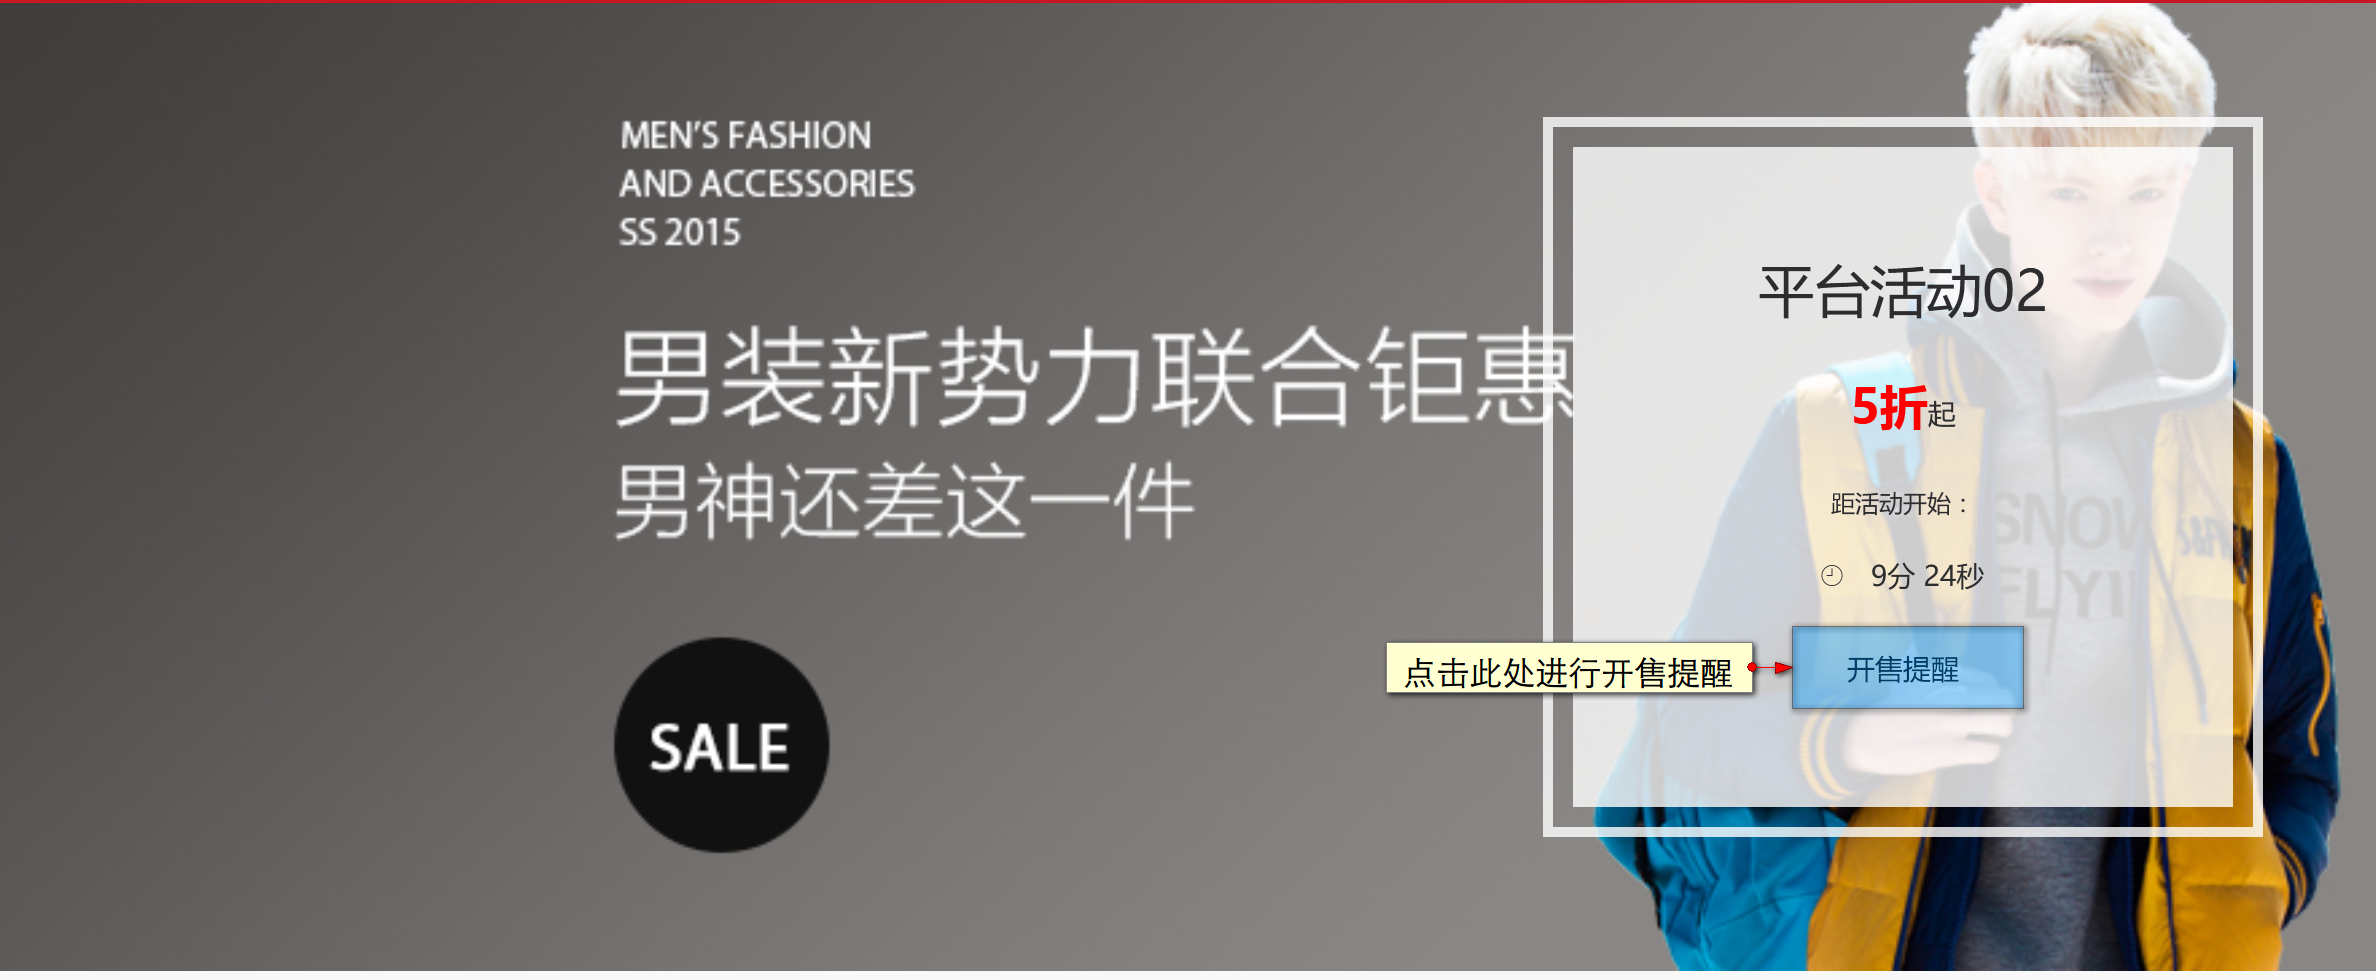 MEN'S FASHION
AND ACCESSORIES
SS 2015
男装新势力联合钜惠
男神还差这一件
SALE
平台活动02
5折起
距活动开始：
9分 24秒
点击此处进行开售提醒
开售提醒
SNOW
FLYI